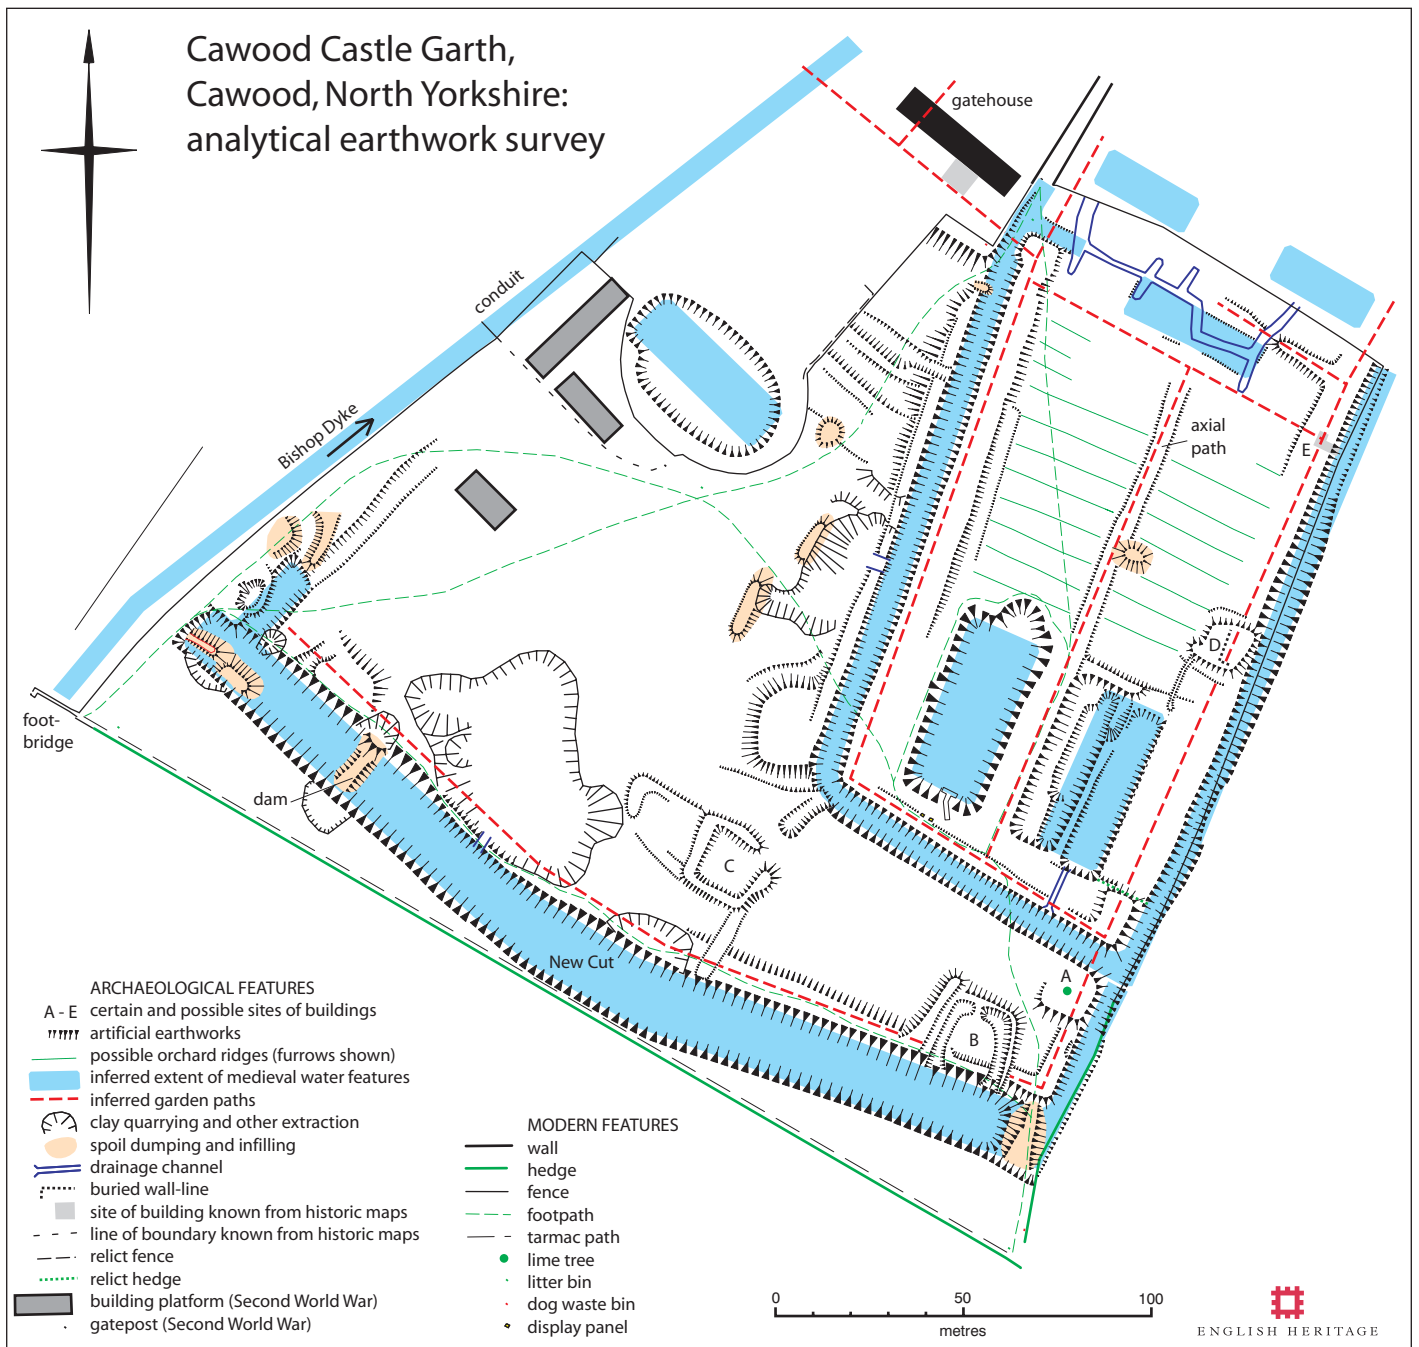 Cawood Castle Garth,
Cawood, North Yorkshire:
analytical earthwork survey
gatehouse
conduit
Bishop Dyke
axial
path
E
D
foot-
bridge
dam
C
New Cut
A
B
ARCHAEOLOGICAL FEATURES
A - E certain and possible sites of buildings
artificial earthworks
possible orchard ridges (furrows shown)
inferred extent of medieval water features
inferred garden paths
clay quarrying and other extraction
spoil dumping and infilling
drainage channel
buried wall-line
site of building known from historic maps
line of boundary known from historic maps
relict fence
relict hedge
building platform (Second World War)
gatepost (Second World War)
MODERN FEATURES
wall
hedge
fence
footpath
tarmac path
lime tree
litter bin
dog waste bin
display panel
0 50 100
metres
ENGLISH HERITAGE